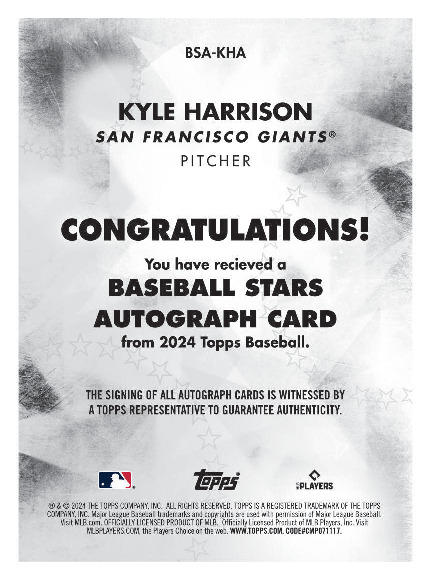 BSA-KHA
KYLE HARRISON
SAN FRANCISCO GIANTS®
PITCHER
CONGRATULATIONS!
You have recieved a
BASEBALL STARS
AUTOGRAPH CARD
from 2024 Topps Baseball.
THE SIGNING OF ALL AUTOGRAPH CARDS IS WITNESSED BY
A TOPPS REPRESENTATIVE TO GUARANTEE AUTHENTICITY.
Topps
MLBPLAYERS
® & © 2024 THE TOPPS COMPANY, INC. ALL RIGHTS RESERVED. TOPPS IS A REGISTERED TRADEMARK OF THE TOPPS
COMPANY, INC. Major League Baseball trademarks and copyrights are used with permission of Major League Baseball.
Visit MLB.com. OFFICIALLY LICENSED PRODUCT OF MLB. Officially Licensed Product of MLB Players, Inc. Visit
MLBPLAYERS.COM, the Players Choice on the web. WWW.TOPPS.COM. CODE#CMP071117.